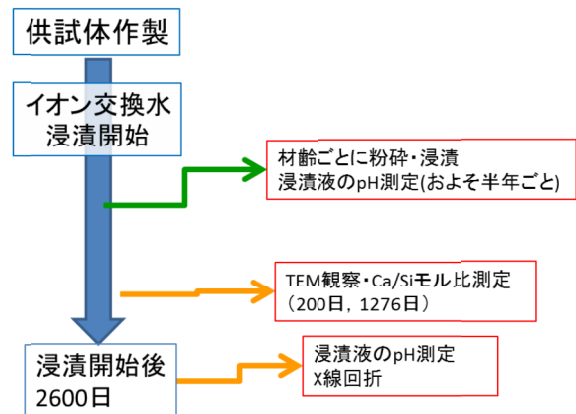 供試体作製
イオン交換水
浸漬開始
材齢ごとに粉砕・浸漬
浸漬液のpH測定(およそ半年ごと)
TEM観察・Ca/Siモル比測定
（200日，1276日）
浸漬開始後
2600日
浸漬液のpH測定
X線回折